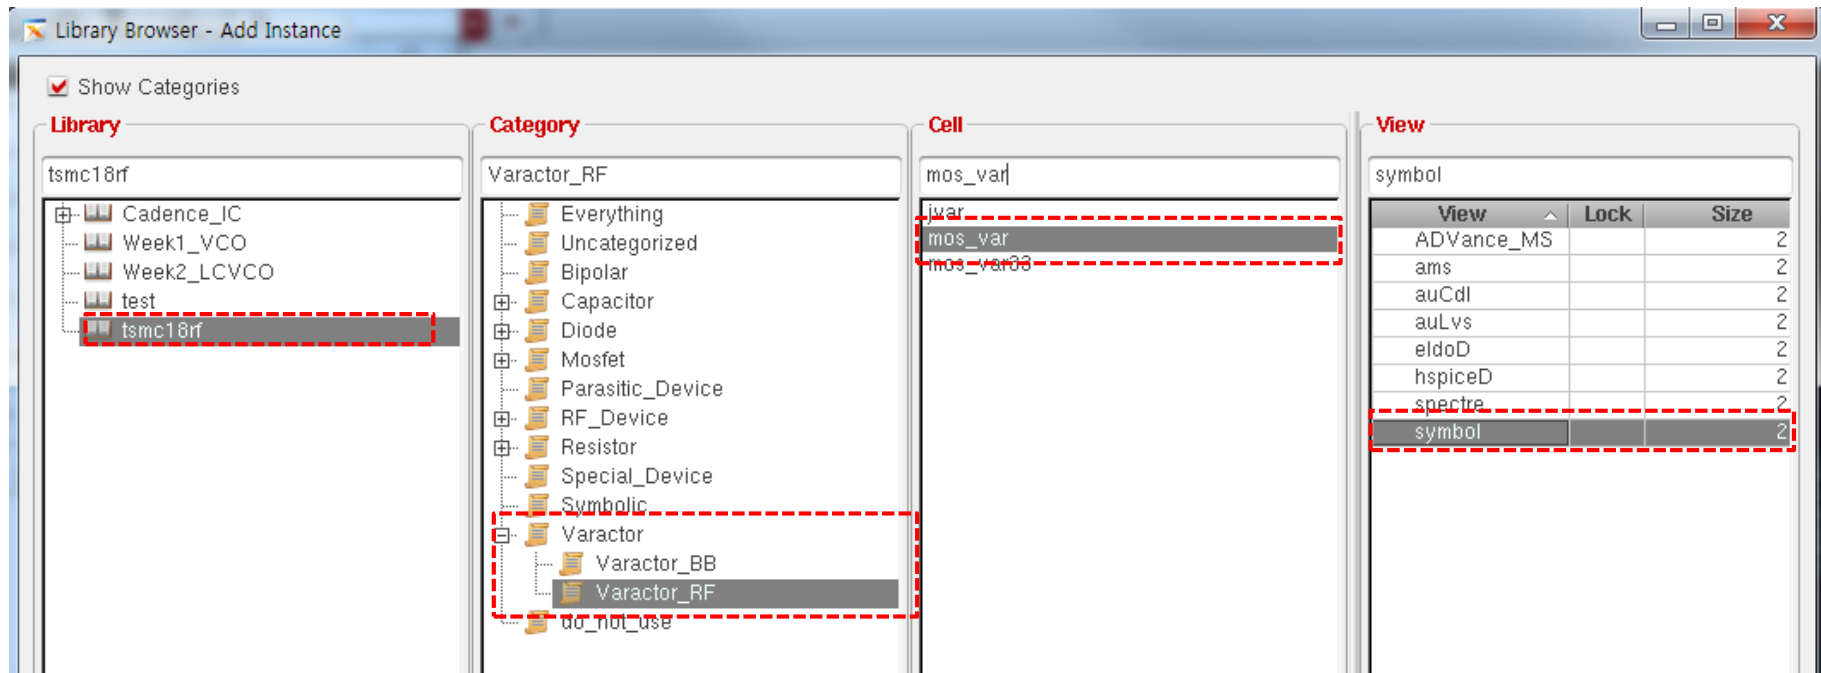 Library Browser - Add Instance
Show Categories
Library
tsmc18rf
Cadence_IC
Week1_VCO
Week2_LCVCO
test
tsmc18rf
Category
Varactor_RF
Everything
Uncategorized
Bipolar
Capacitor
Diode
Mosfet
Parasitic_Device
RF_Device
Resistor
Special_Device
Symbolic
Varactor
Varactor_BB
Varactor_RF
do_not_use
Cell
mos_var
jvar
mos_var
mos_var33
View
symbol
View Lock Size
ADVance_MS 2
ams 2
auCdl 2
auLvs 2
eldoD 2
hspiceD 2
spectre 2
symbol 2